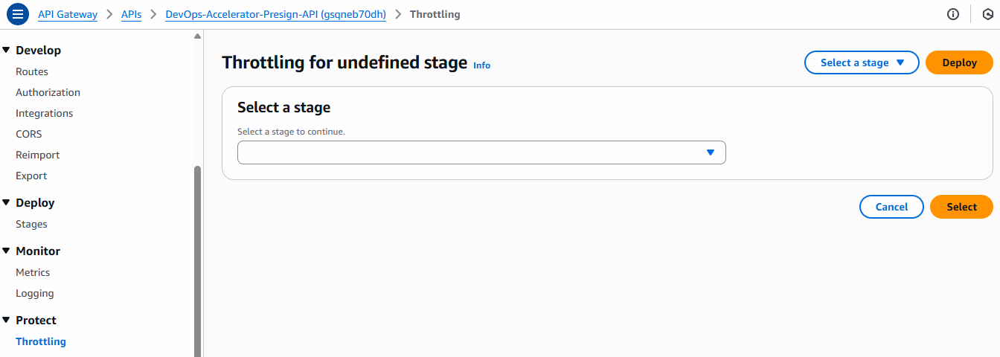 API Gateway > APIs > DevOps-Accelerator-Presign-API (gsqneb70dh) > Throttling
Develop
Routes
Authorization
Integrations
CORS
Reimport
Export
Deploy
Stages
Monitor
Metrics
Logging
Protect
Throttling
Throttling for undefined stage Info
Select a stage
Deploy
Select a stage
Select a stage to continue.
Cancel
Select